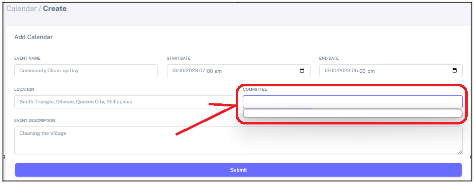 Calendar / Create
Add Calendar
EVENT NAME
START DATE
END DATE
Community Clean-up Day
LOCATION
COMMITTEE
South Triangle, Diliman, Quezon City, Philippines
EVENT DESCRIPTION
Cleaning the Village
Submit